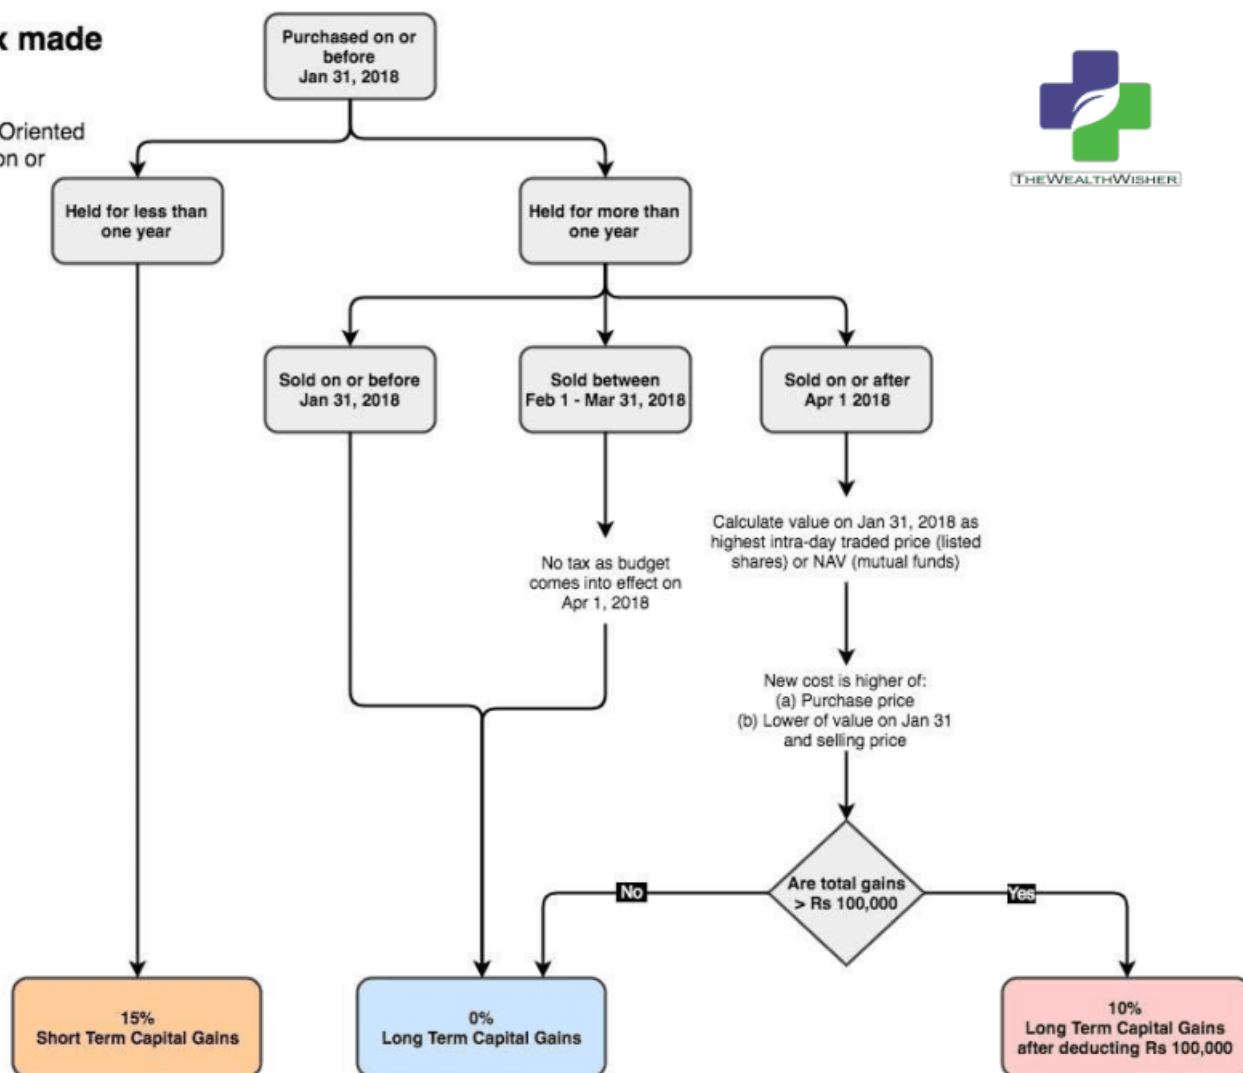 x made
Oriented
on or
Purchased on or
before
Jan 31, 2018
THEWEALTHWISHER
Held for less than
one year
Held for more than
one year
Sold on or before
Jan 31, 2018
Sold between
Feb 1 - Mar 31, 2018
Sold on or after
Apr 1 2018
No tax as budget
comes into effect on
Apr 1, 2018
Calculate value on Jan 31, 2018 as
highest intra-day traded price (listed
shares) or NAV (mutual funds)
New cost is higher of:
(a) Purchase price
(b) Lower of value on Jan 31
and selling price
Are total gains
> Rs 100,000
No
Yes
15%
Short Term Capital Gains
0%
Long Term Capital Gains
10%
Long Term Capital Gains
after deducting Rs 100,000